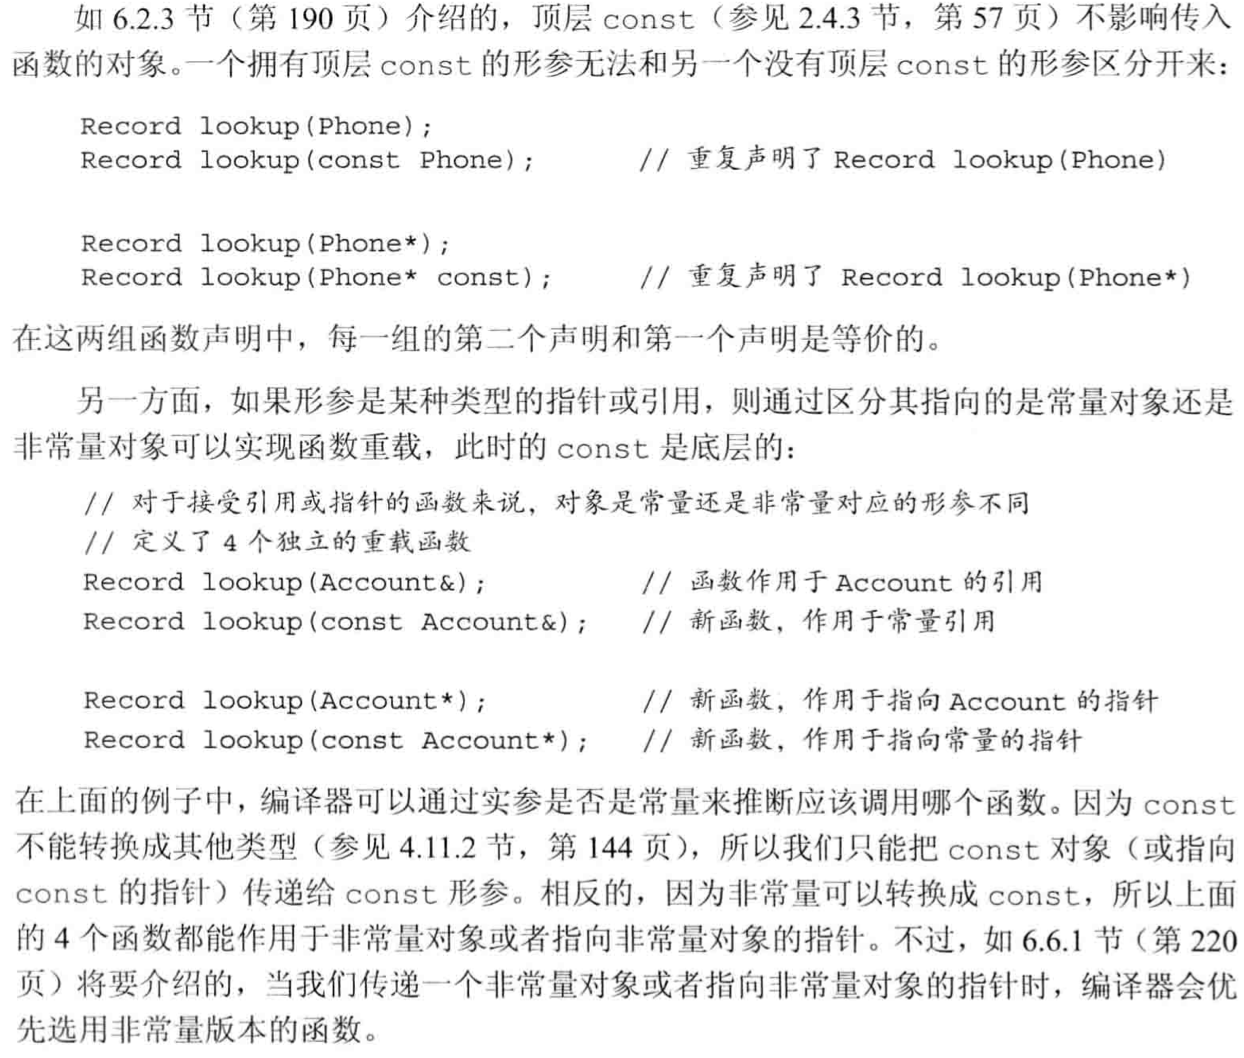 如 6.2.3 节（第 190 页）介绍的，顶层 const（参见 2.4.3 节，第 57 页）不影响传入
函数的对象。一个拥有顶层 const 的形参无法和另一个没有顶层 const 的形参区分开来：
Record lookup(Phone);
Record lookup(const Phone); // 重复声明了 Record lookup(Phone)
Record lookup(Phone*);
Record lookup(Phone* const); // 重复声明了 Record lookup(Phone*)
在这两组函数声明中，每一组的第二个声明和第一个声明是等价的。
另一方面，如果形参是某种类型的指针或引用，则通过区分其指向的是常量对象还是
非常量对象可以实现函数重载，此时的 const 是底层的：
// 对于接受引用或指针的函数来说，对象是常量还是非常量对应的形参不同
// 定义了 4 个独立的重载函数
Record lookup(Account&); // 函数作用于 Account 的引用
Record lookup(const Account&); // 新函数，作用于常量引用
Record lookup(Account*); // 新函数，作用于指向 Account 的指针
Record lookup(const Account*); // 新函数，作用于指向常量的指针
在上面的例子中，编译器可以通过实参是否是常量来推断应该调用哪个函数。因为 const
不能转换成其他类型（参见 4.11.2 节，第 144 页），所以我们只能把 const 对象（或指向
const 的指针）传递给 const 形参。相反的，因为非常量可以转换成 const，所以上面
的 4 个函数都能作用于非常量对象或者指向非常量对象的指针。不过，如 6.6.1 节（第 220
页）将要介绍的，当我们传递一个非常量对象或者指向非常量对象的指针时，编译器会优
先选用非常量版本的函数。